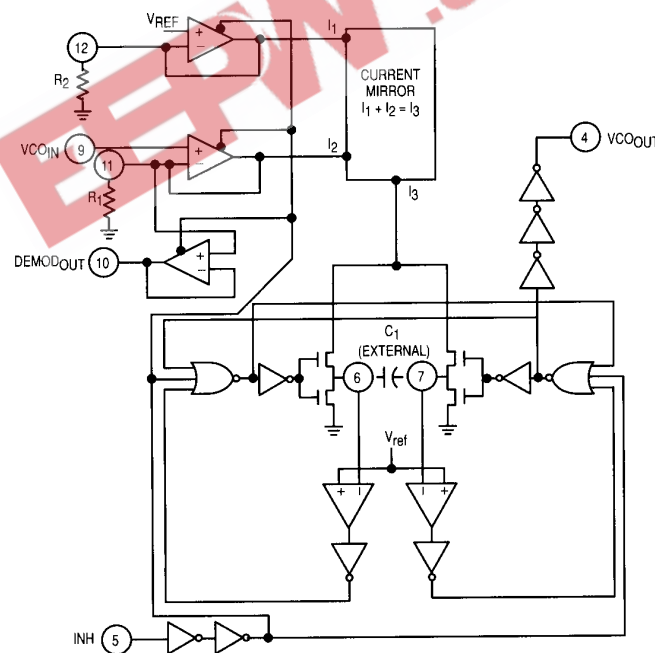 VREF
+
−
I1
12
R2
CURRENT
MIRROR
I1 + I2 = I3
VCOIN
9
11
+
−
I2
R1
I3
4
VCOOUT
DEMODOUT
10
+
−
C1
(EXTERNAL)
6
7
Vref
+
−
−
+
INH
5